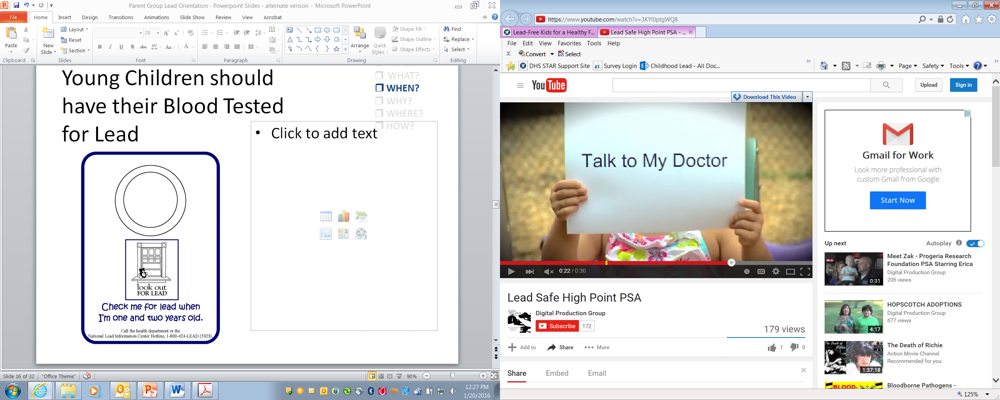 Parent Group Lead Orientation - Powerpoint Slides - alternate version - Microsoft PowerPoint
File Home Insert Design Transitions Animations Slide Show Review View Acrobat
Paste
Clipboard
New
Slide
Layout
Reset
Section
Slides
28
B I U S abc AV Aa A
Font
Paragraph
Arrange
Quick
Styles
Shape Fill
Shape Outline
Shape Effects
Drawing
Find
Replace
Select
Editing
Young Children should
have their Blood Tested
for Lead
WHAT?
WHEN?
WHY?
WHERE?
HOW?
• Click to add text
look out
FOR LEAD
Check me for lead when
I'm one and two years old.
Call the health department or the
National Lead Information Center Hotline, 1-800-424-LEAD (5323).
Slide 16 of 32 "Office Theme" 90%
12:27 PM
1/20/2016
https://www.youtube.com/watch?v=3KYI0ptgWQ8
Lead-Free Kids for a Healthy F... Lead Safe High Point PSA - ...
File Edit View Favorites Tools Help
x Convert Select
DHS STAR Support Site Survey Login Childhood Lead - All Doc... Page Safety Tools
YouTube Upload Sign in
Download This Video
Talk to My Doctor
0:22 / 0:30 CC
Lead Safe High Point PSA
Digital Production Group
Digital
Production
Group
Subscribe 172
179 views
Add to Share More 1 0
Share Embed Email
Gmail for Work
Look more professional with
custom Gmail from Google
Start Now
Up next Autoplay
Meet Zak - Progeria Research
Foundation PSA Starring Erica
Digital Production Group
206 views
0:31
HOPSCOTCH ADOPTIONS
Digital Production Group
677 views
4:17
The Death of Richie
Action Movie Channel
Recommended for you
1:37:18
Bloodborne Pathogens -
BLOOD-
125%